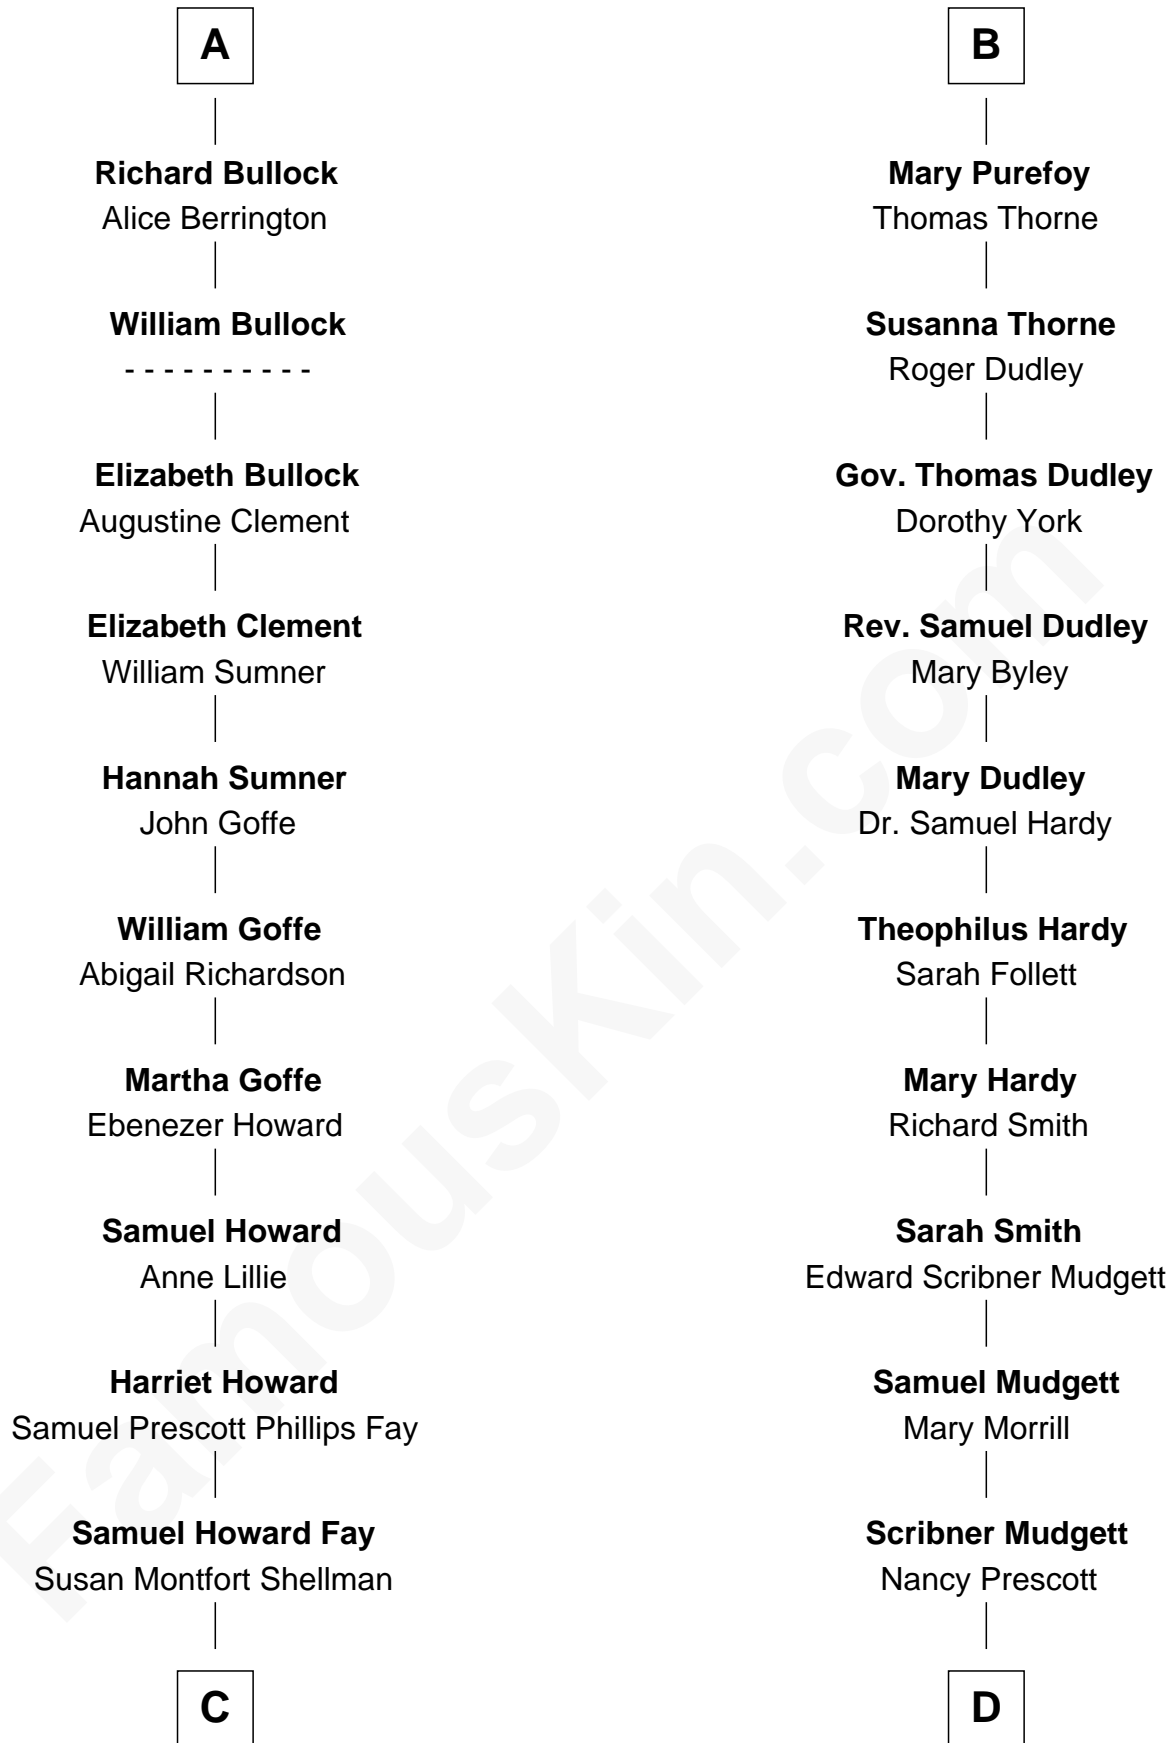 A
Richard Bullock
Alice Berrington
William Bullock
- - - - - - - - - -
Elizabeth Bullock
Augustine Clement
Elizabeth Clement
William Sumner
Hannah Sumner
John Goffe
William Goffe
Abigail Richardson
Martha Goffe
Ebenezer Howard
Samuel Howard
Anne Lillie
Harriet Howard
Samuel Prescott Phillips Fay
Samuel Howard Fay
Susan Montfort Shellman
C
B
Mary Purefoy
Thomas Thorne
Susanna Thorne
Roger Dudley
Gov. Thomas Dudley
Dorothy York
Rev. Samuel Dudley
Mary Byley
Mary Dudley
Dr. Samuel Hardy
Theophilus Hardy
Sarah Follett
Mary Hardy
Richard Smith
Sarah Smith
Edward Scribner Mudgett
Samuel Mudgett
Mary Morrill
Scribner Mudgett
Nancy Prescott
D
FamousKin.com